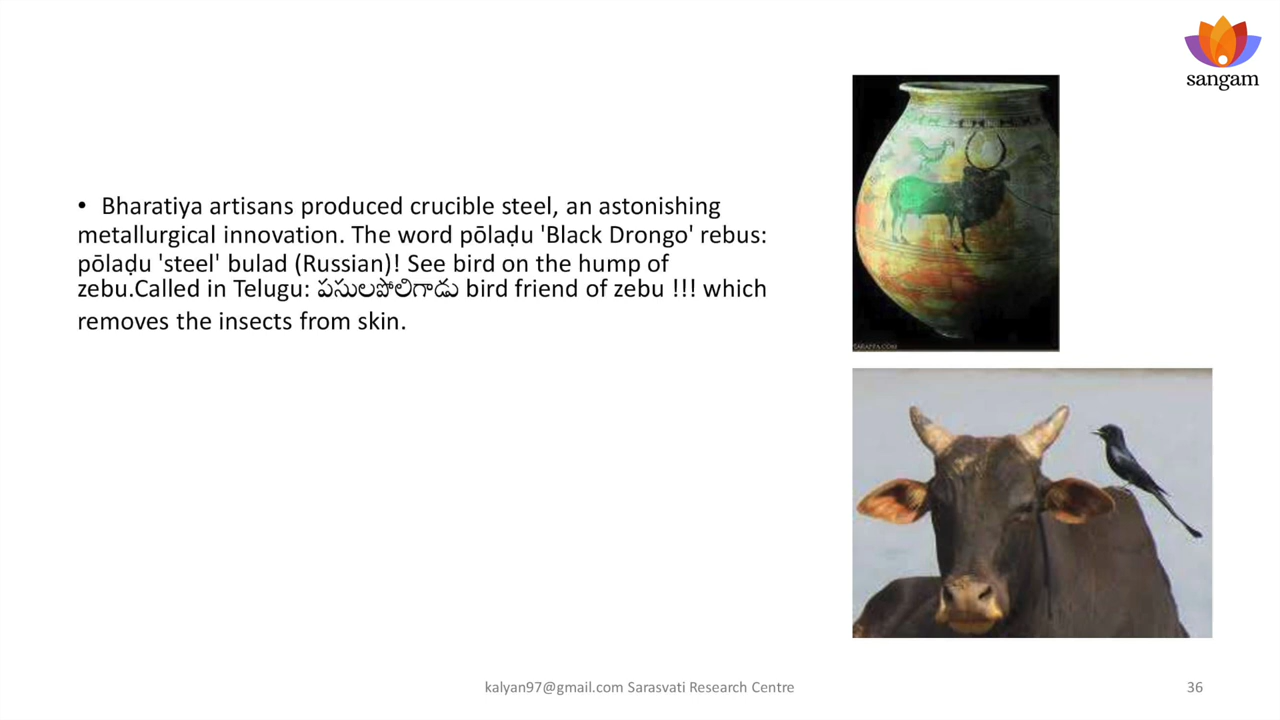 sangam
• Bharatiya artisans produced crucible steel, an astonishing
metallurgical innovation. The word pōlaḍu 'Black Drongo' rebus:
pōlaḍu 'steel' bulad (Russian)! See bird on the hump of
zebu.Called in Telugu: పసులపోలిగాడు bird friend of zebu !!! which
removes the insects from skin.
kalyan97@gmail.com Sarasvati Research Centre
36